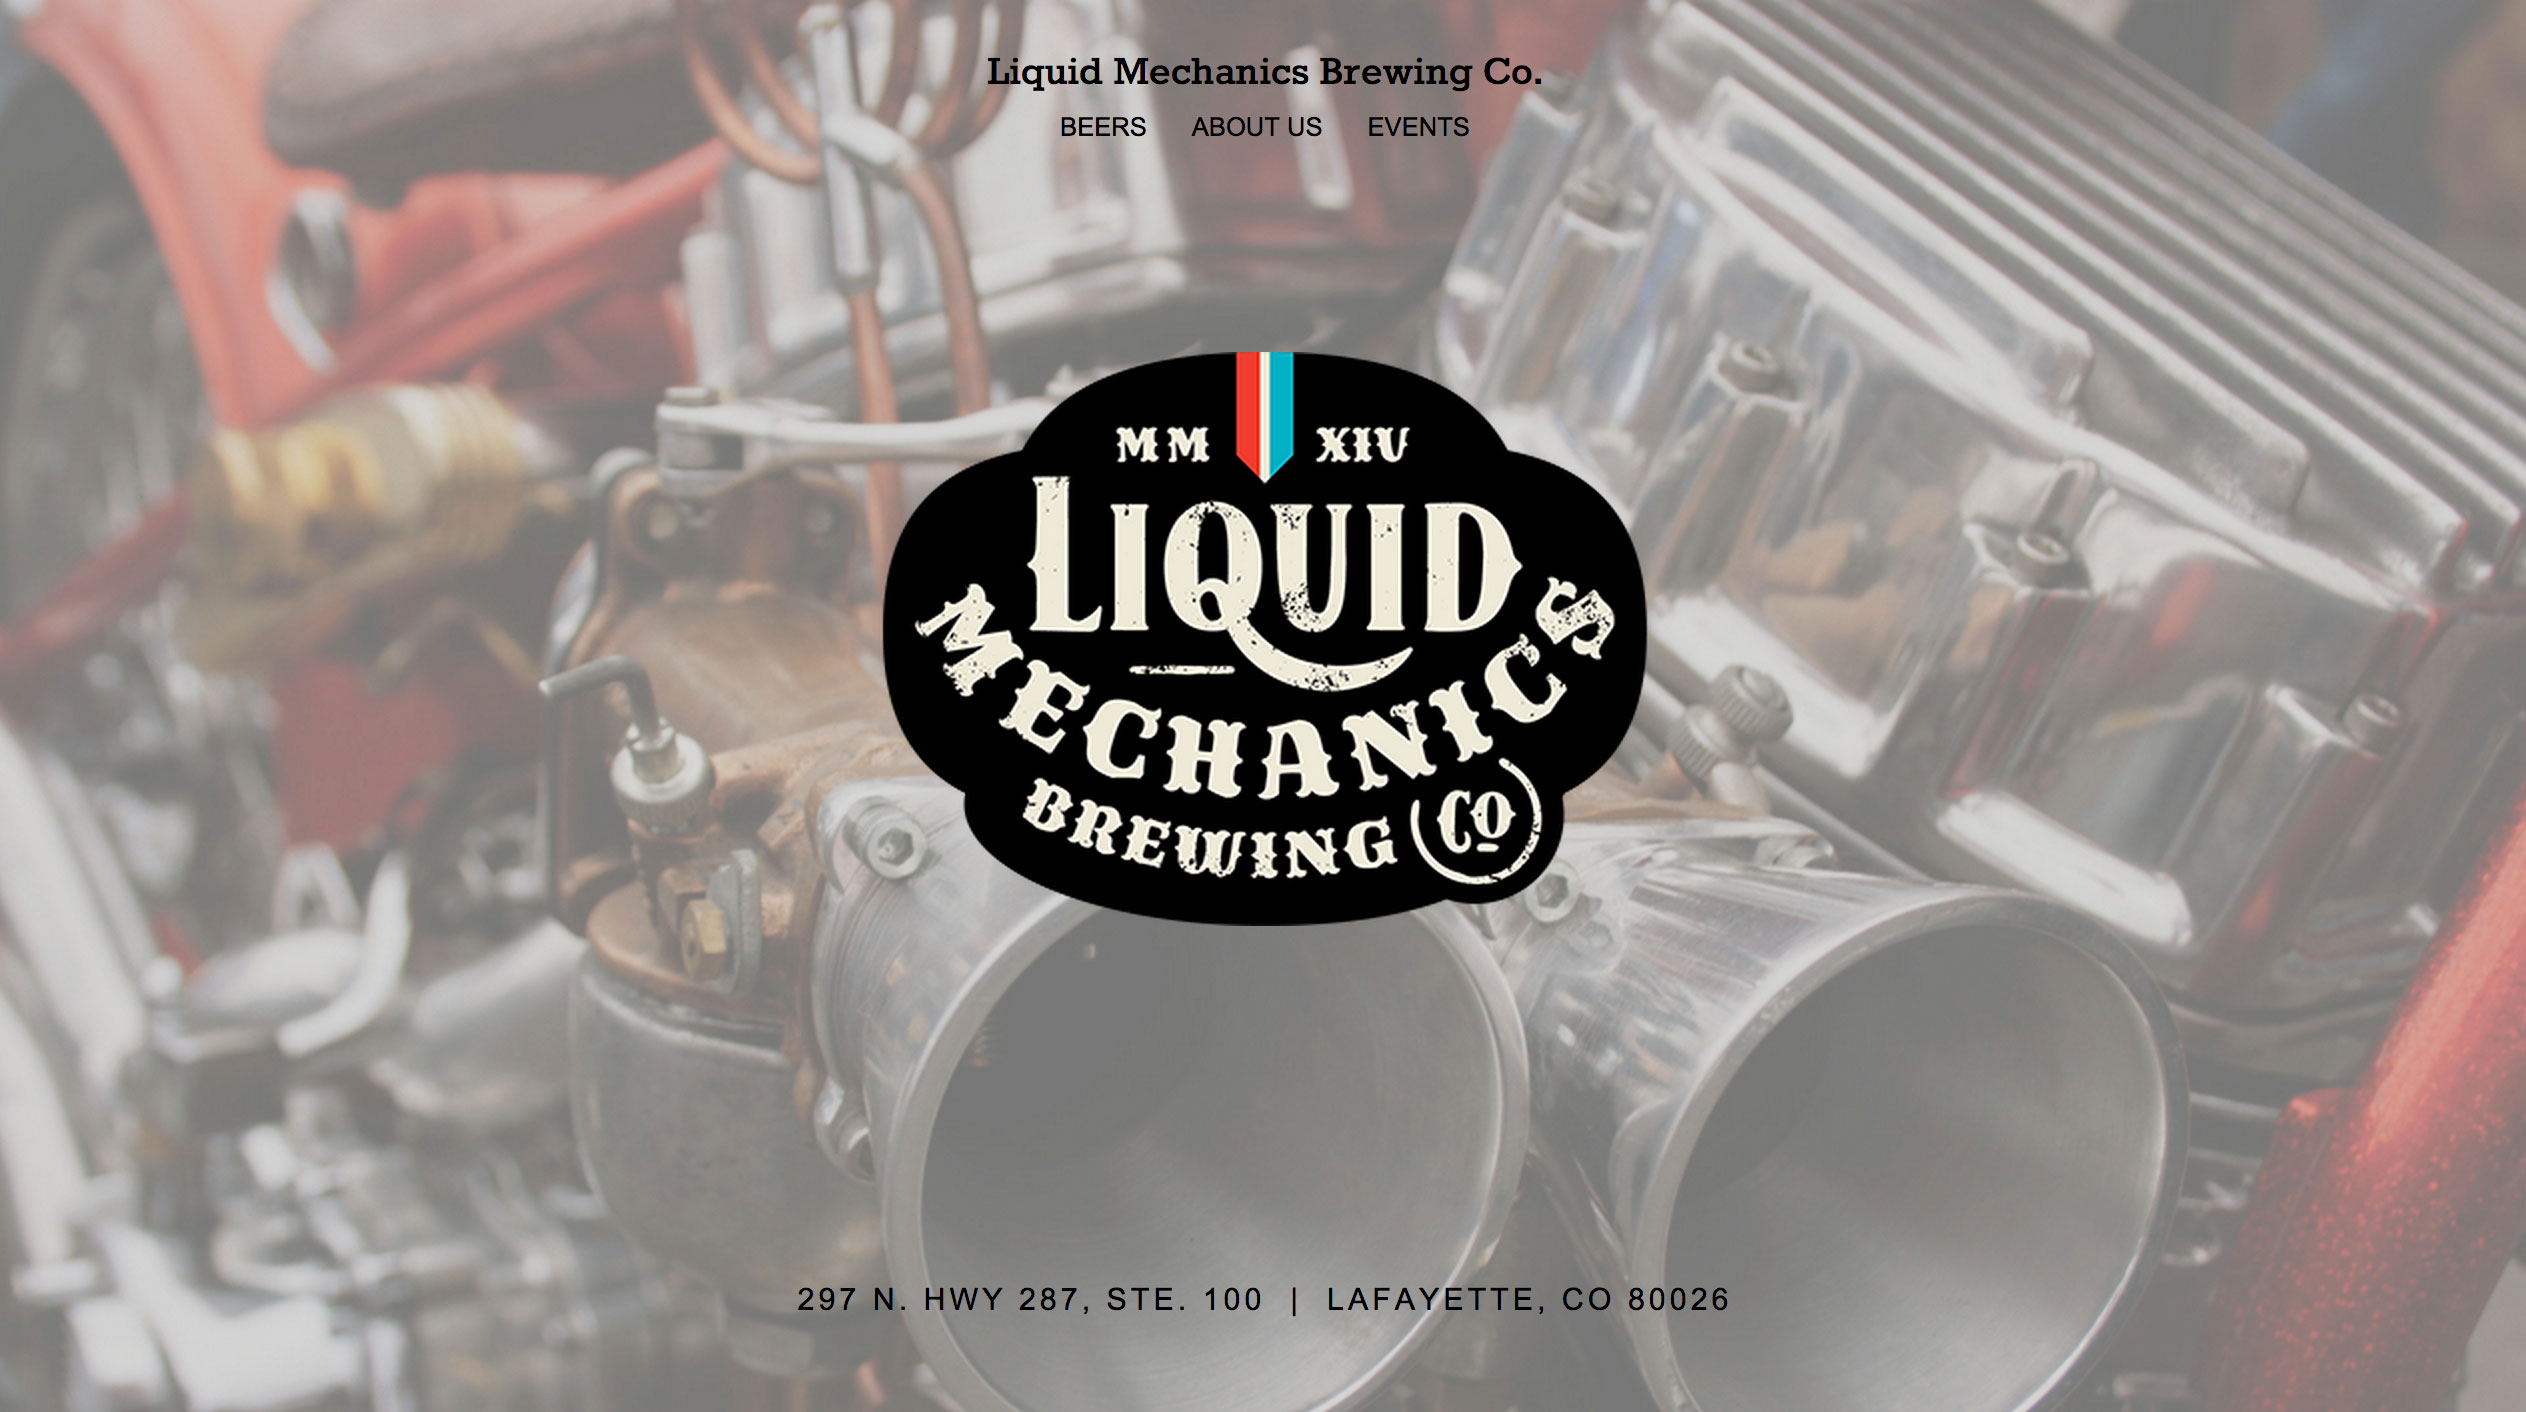 Liquid Mechanics Brewing Co.
BEERS ABOUT US EVENTS
MM XIV
LIQUID
MECHANICS
BREWING CO
297 N. HWY 287, STE. 100 | LAFAYETTE, CO 80026